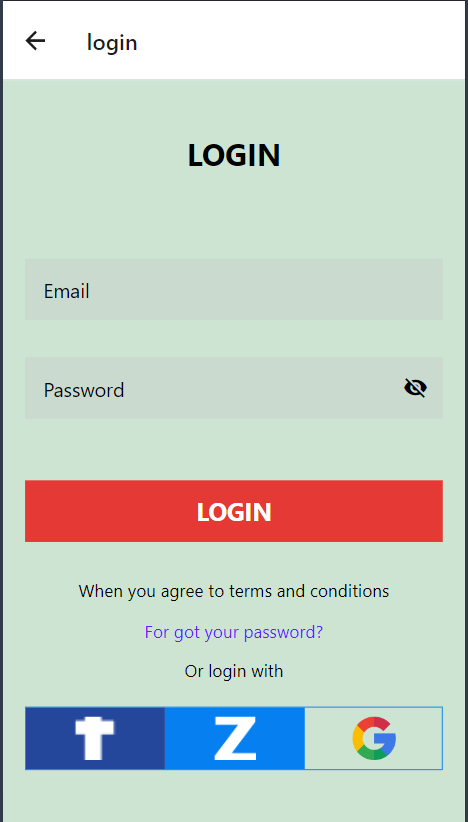 login
LOGIN
Email
Password
LOGIN
When you agree to terms and conditions
For got your password?
Or login with
Z
G